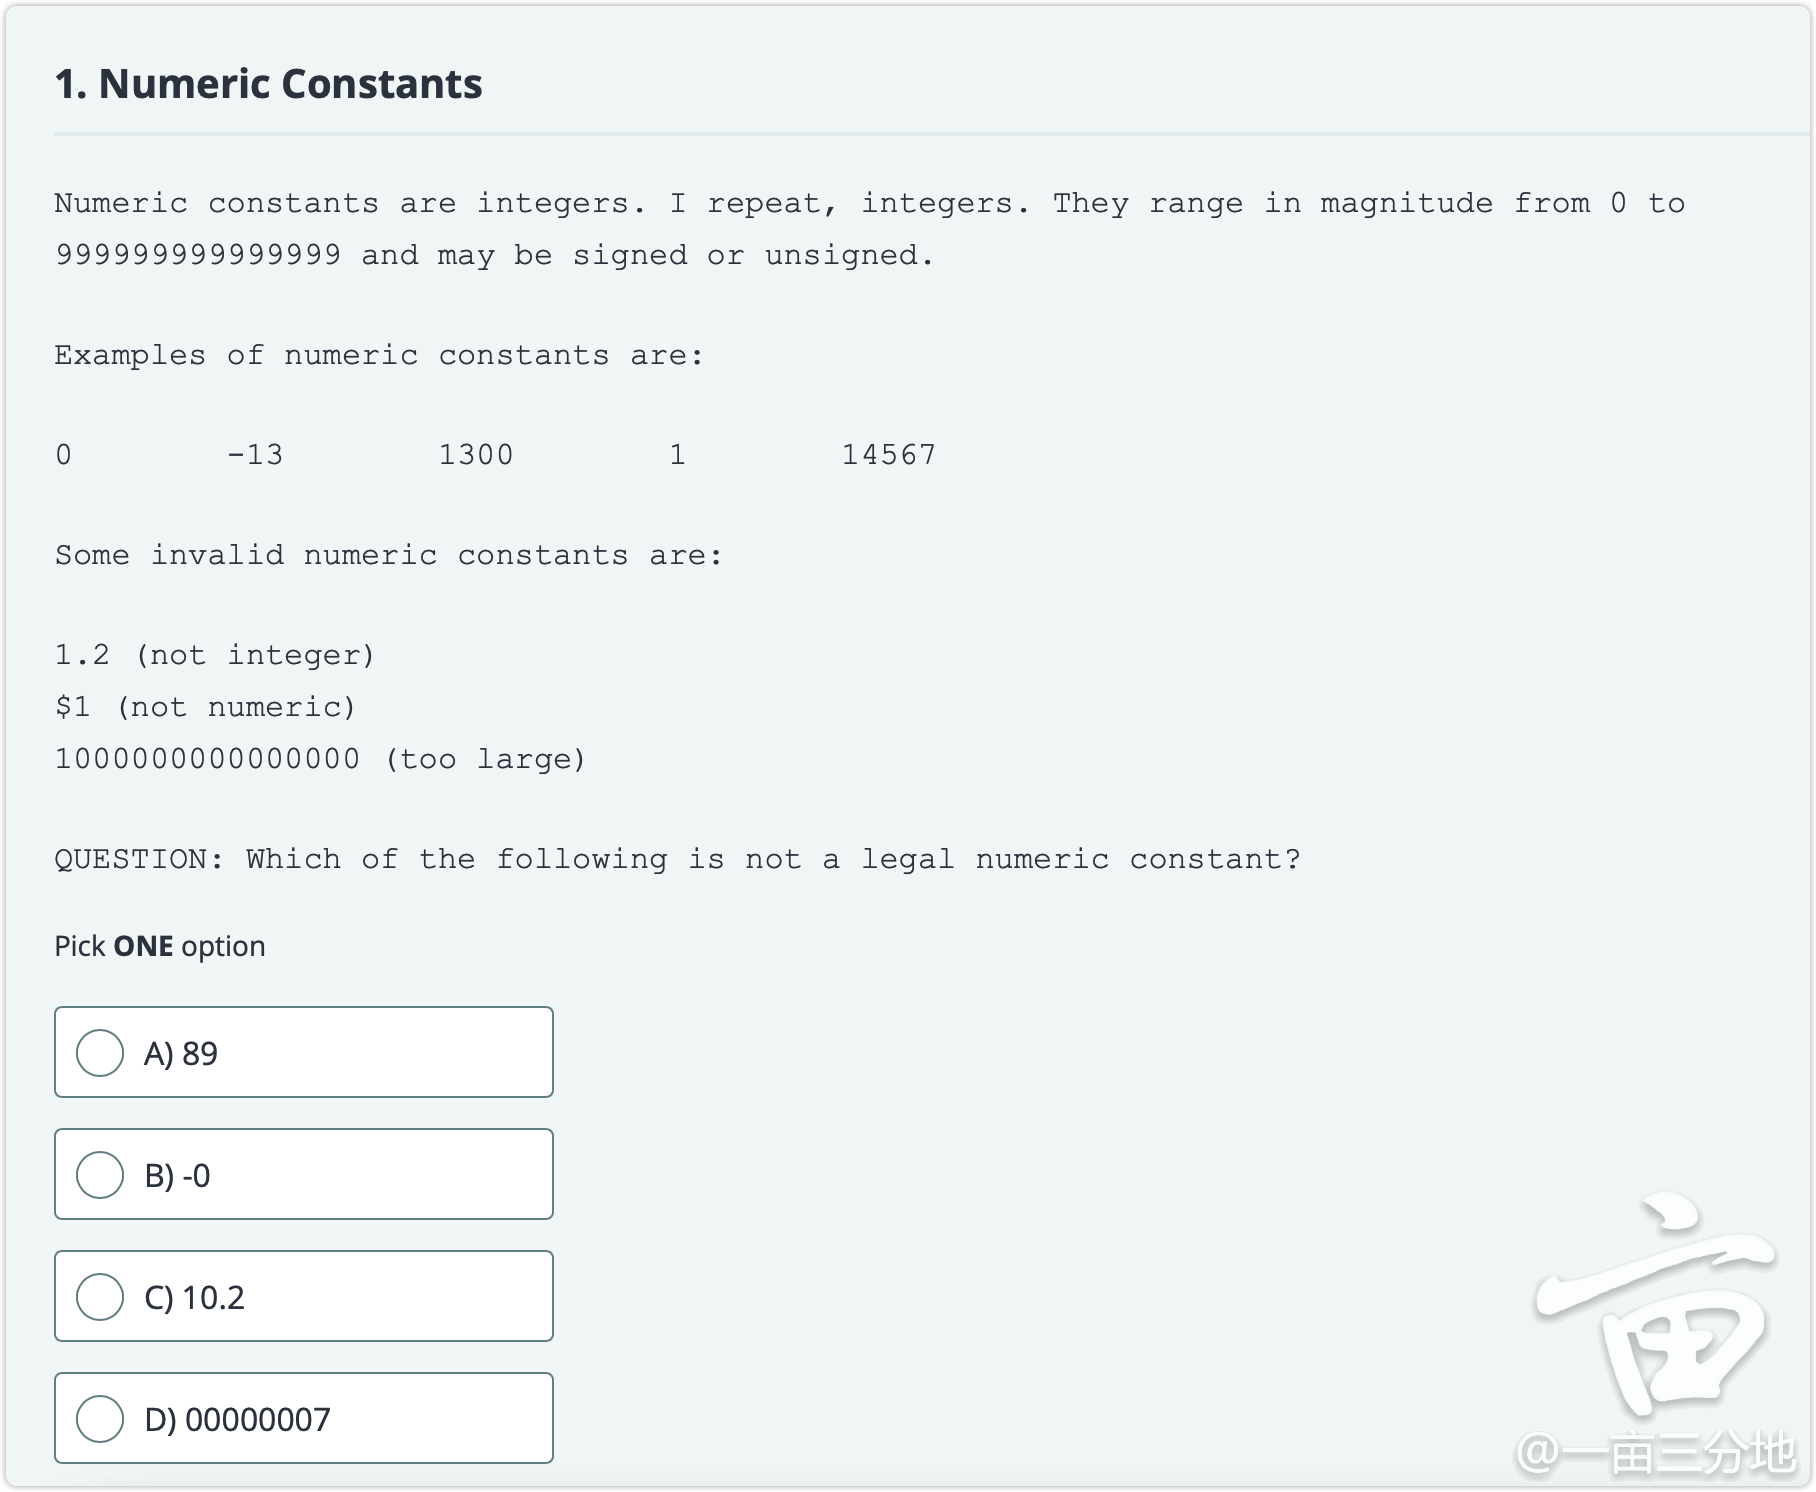 1. Numeric Constants
Numeric constants are integers. I repeat, integers. They range in magnitude from 0 to
999999999999999 and may be signed or unsigned.
Examples of numeric constants are:
0 -13 1300 1 14567
Some invalid numeric constants are:
1.2 (not integer)
$1 (not numeric)
1000000000000000 (too large)
QUESTION: Which of the following is not a legal numeric constant?
Pick ONE option
A) 89
B) -0
C) 10.2
D) 00000007
亩
@一亩三分地